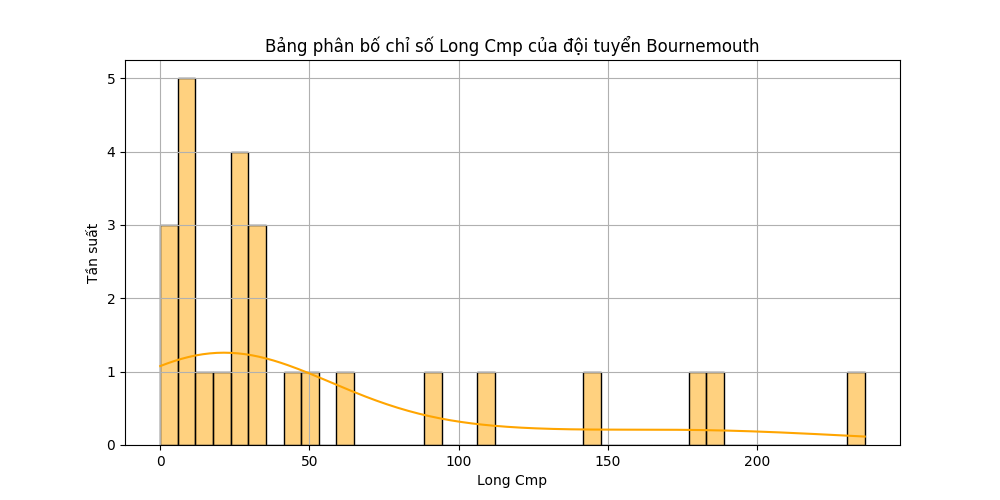 Bảng phân bố chỉ số Long Cmp của đội tuyển Bournemouth
Tần suất
5
4
3
2
1
0
0 50 100 150 200
Long Cmp